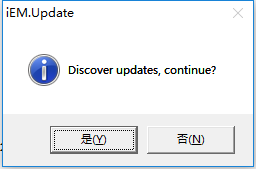 iEM.Update
Discover updates, continue?
是(Y)
否(N)